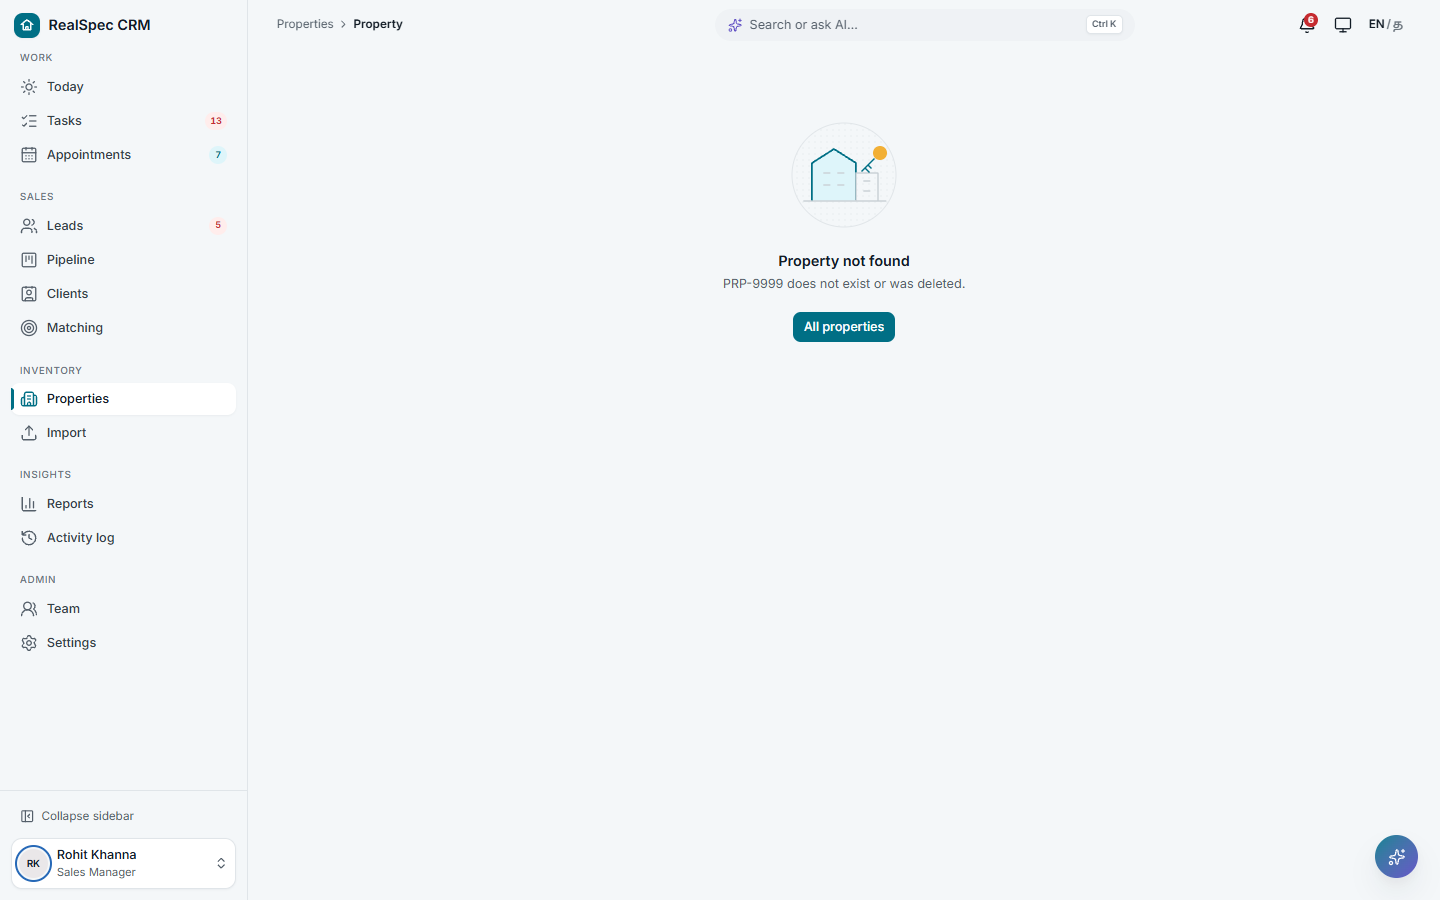 RealSpec CRM
Properties > Property
Search or ask AI...
Ctrl K
6
EN / த
WORK
Today
Tasks 13
Appointments 7
SALES
Leads 5
Pipeline
Clients
Matching
INVENTORY
Properties
Import
INSIGHTS
Reports
Activity log
ADMIN
Team
Settings
Property not found
PRP-9999 does not exist or was deleted.
All properties
Collapse sidebar
RK
Rohit Khanna
Sales Manager